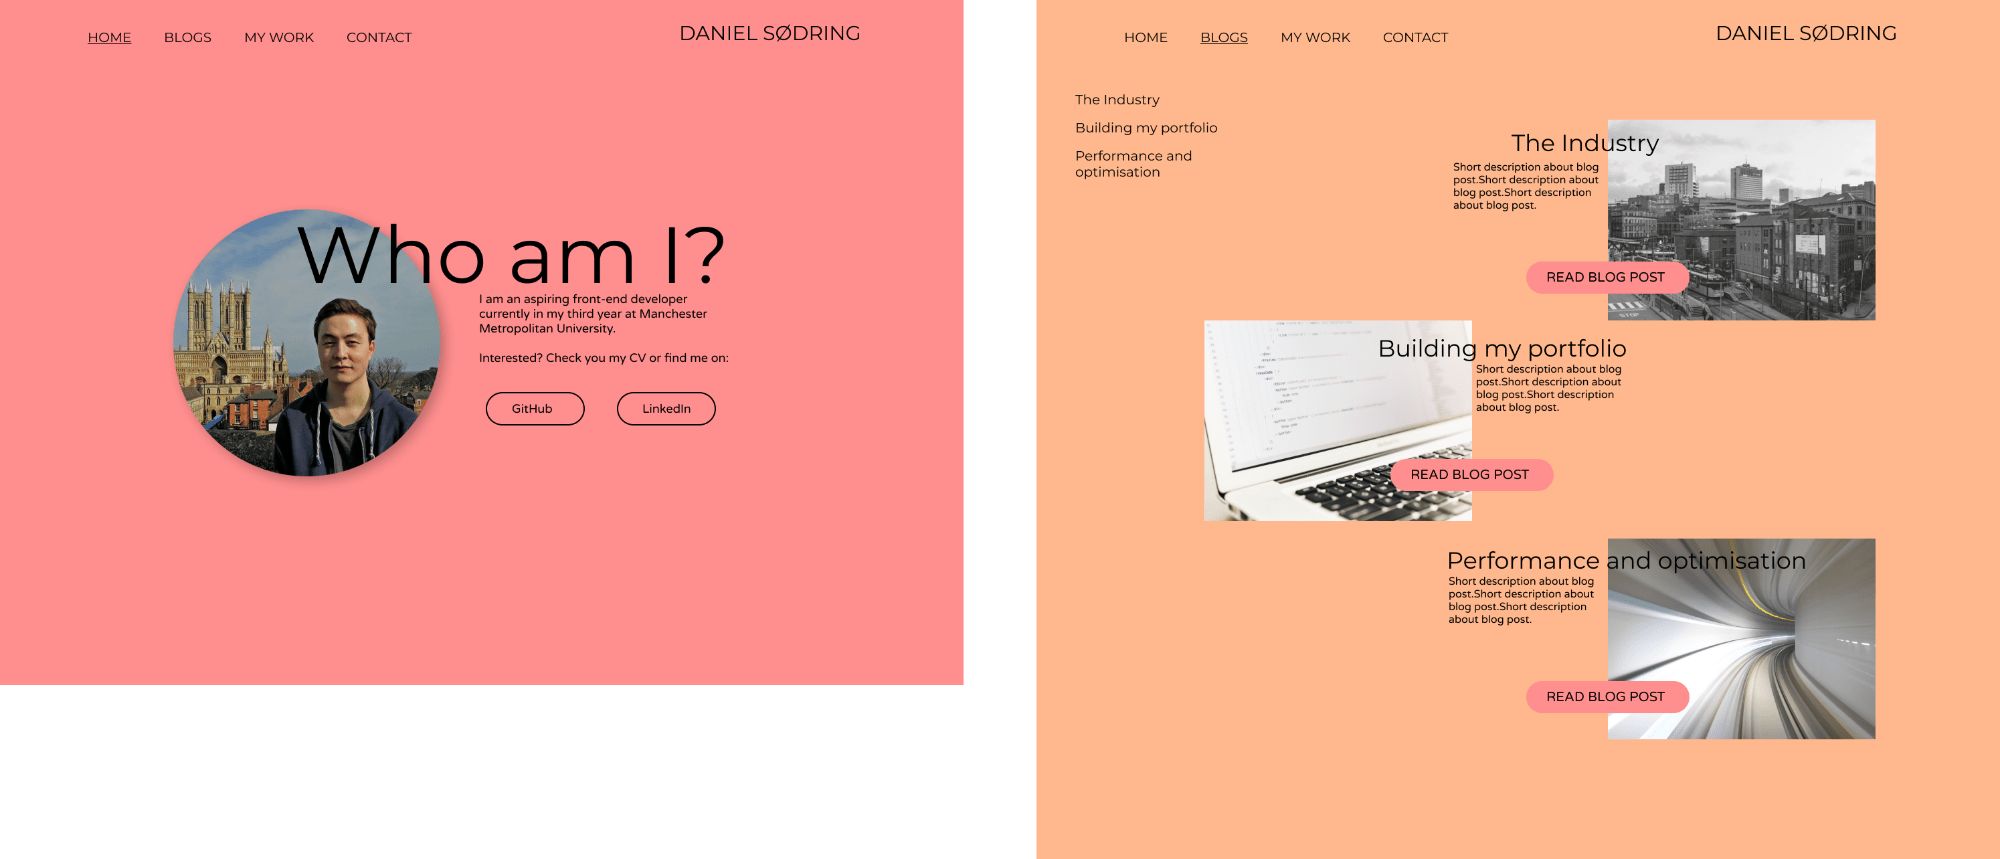 HOME BLOGS MY WORK CONTACT DANIEL SØDRING
Who am I?
I am an aspiring front-end developer
currently in my third year at Manchester
Metropolitan University.
Interested? Check you my CV or find me on:
GitHub LinkedIn
HOME BLOGS MY WORK CONTACT DANIEL SØDRING
The Industry
Building my portfolio
Performance and
optimisation
The Industry
Short description about blog
post.Short description about
blog post.Short description
about blog post.
READ BLOG POST
STOP
Building my portfolio
Short description about blog
post.Short description about
blog post.Short description
about blog post.
READ BLOG POST
Performance and optimisation
Short description about blog
post.Short description about
blog post.Short description
about blog post.
READ BLOG POST